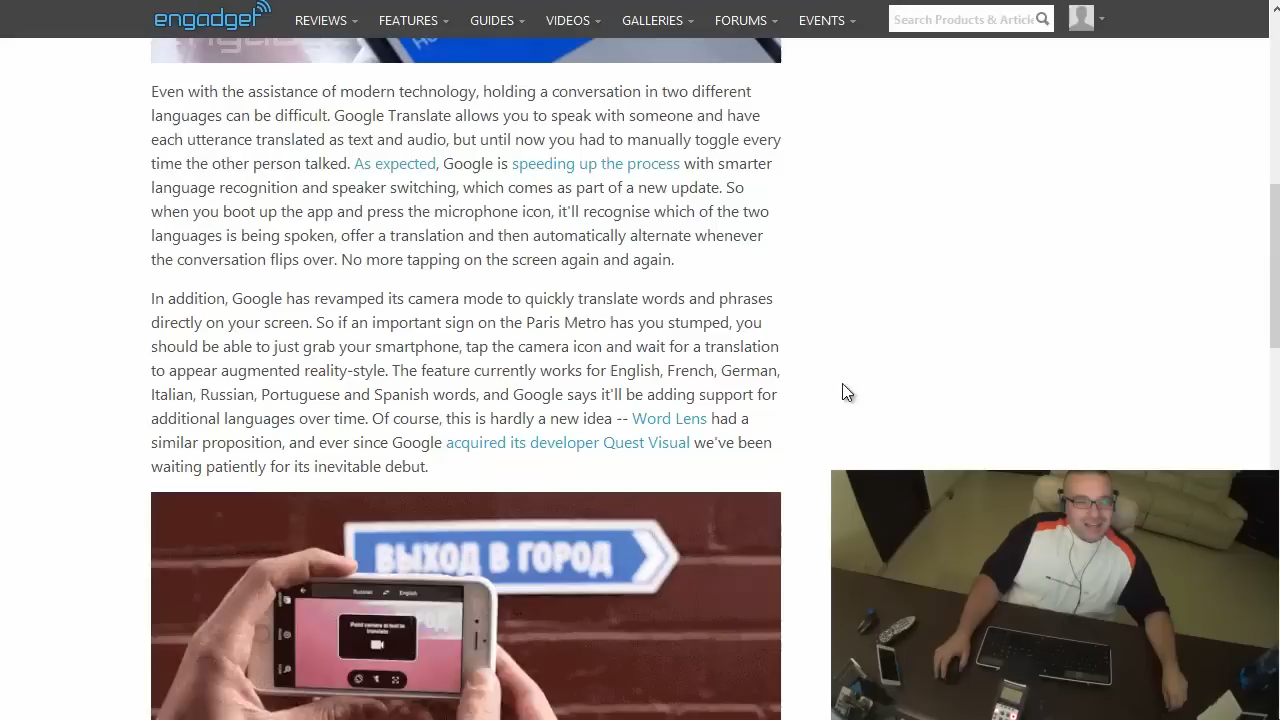 engadget
REVIEWS
FEATURES
GUIDES
VIDEOS
GALLERIES
FORUMS
EVENTS
Search Products & Article
Even with the assistance of modern technology, holding a conversation in two different
languages can be difficult. Google Translate allows you to speak with someone and have
each utterance translated as text and audio, but until now you had to manually toggle every
time the other person talked. As expected, Google is speeding up the process with smarter
language recognition and speaker switching, which comes as part of a new update. So
when you boot up the app and press the microphone icon, it'll recognise which of the two
languages is being spoken, offer a translation and then automatically alternate whenever
the conversation flips over. No more tapping on the screen again and again.
In addition, Google has revamped its camera mode to quickly translate words and phrases
directly on your screen. So if an important sign on the Paris Metro has you stumped, you
should be able to just grab your smartphone, tap the camera icon and wait for a translation
to appear augmented reality-style. The feature currently works for English, French, German,
Italian, Russian, Portuguese and Spanish words, and Google says it'll be adding support for
additional languages over time. Of course, this is hardly a new idea -- Word Lens had a
similar proposition, and ever since Google acquired its developer Quest Visual we've been
waiting patiently for its inevitable debut.
ВЫХОД В ГОРОД
Russian English
Point camera at text to
translate